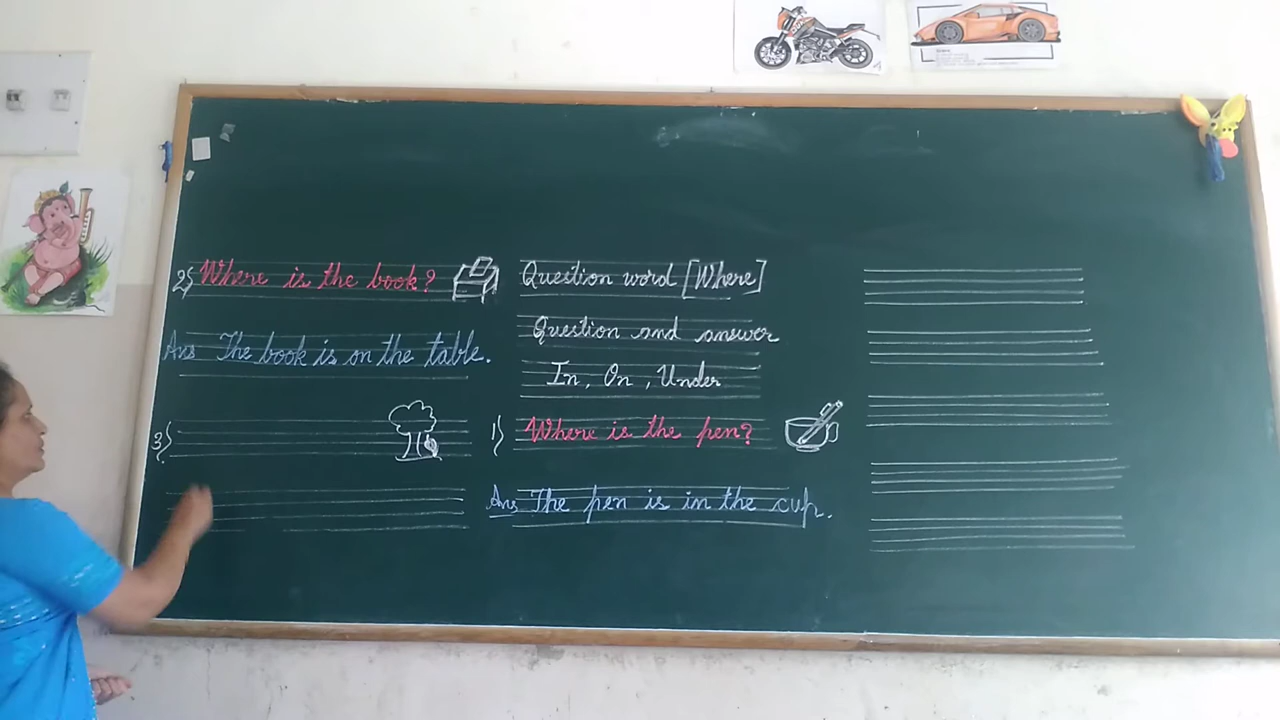 Question word [Where]
Question and answer
In, On, Under
1) Where is the pen?
Ans The pen is in the cup.
2) Where is the book?
Ans The book is on the table.
3)